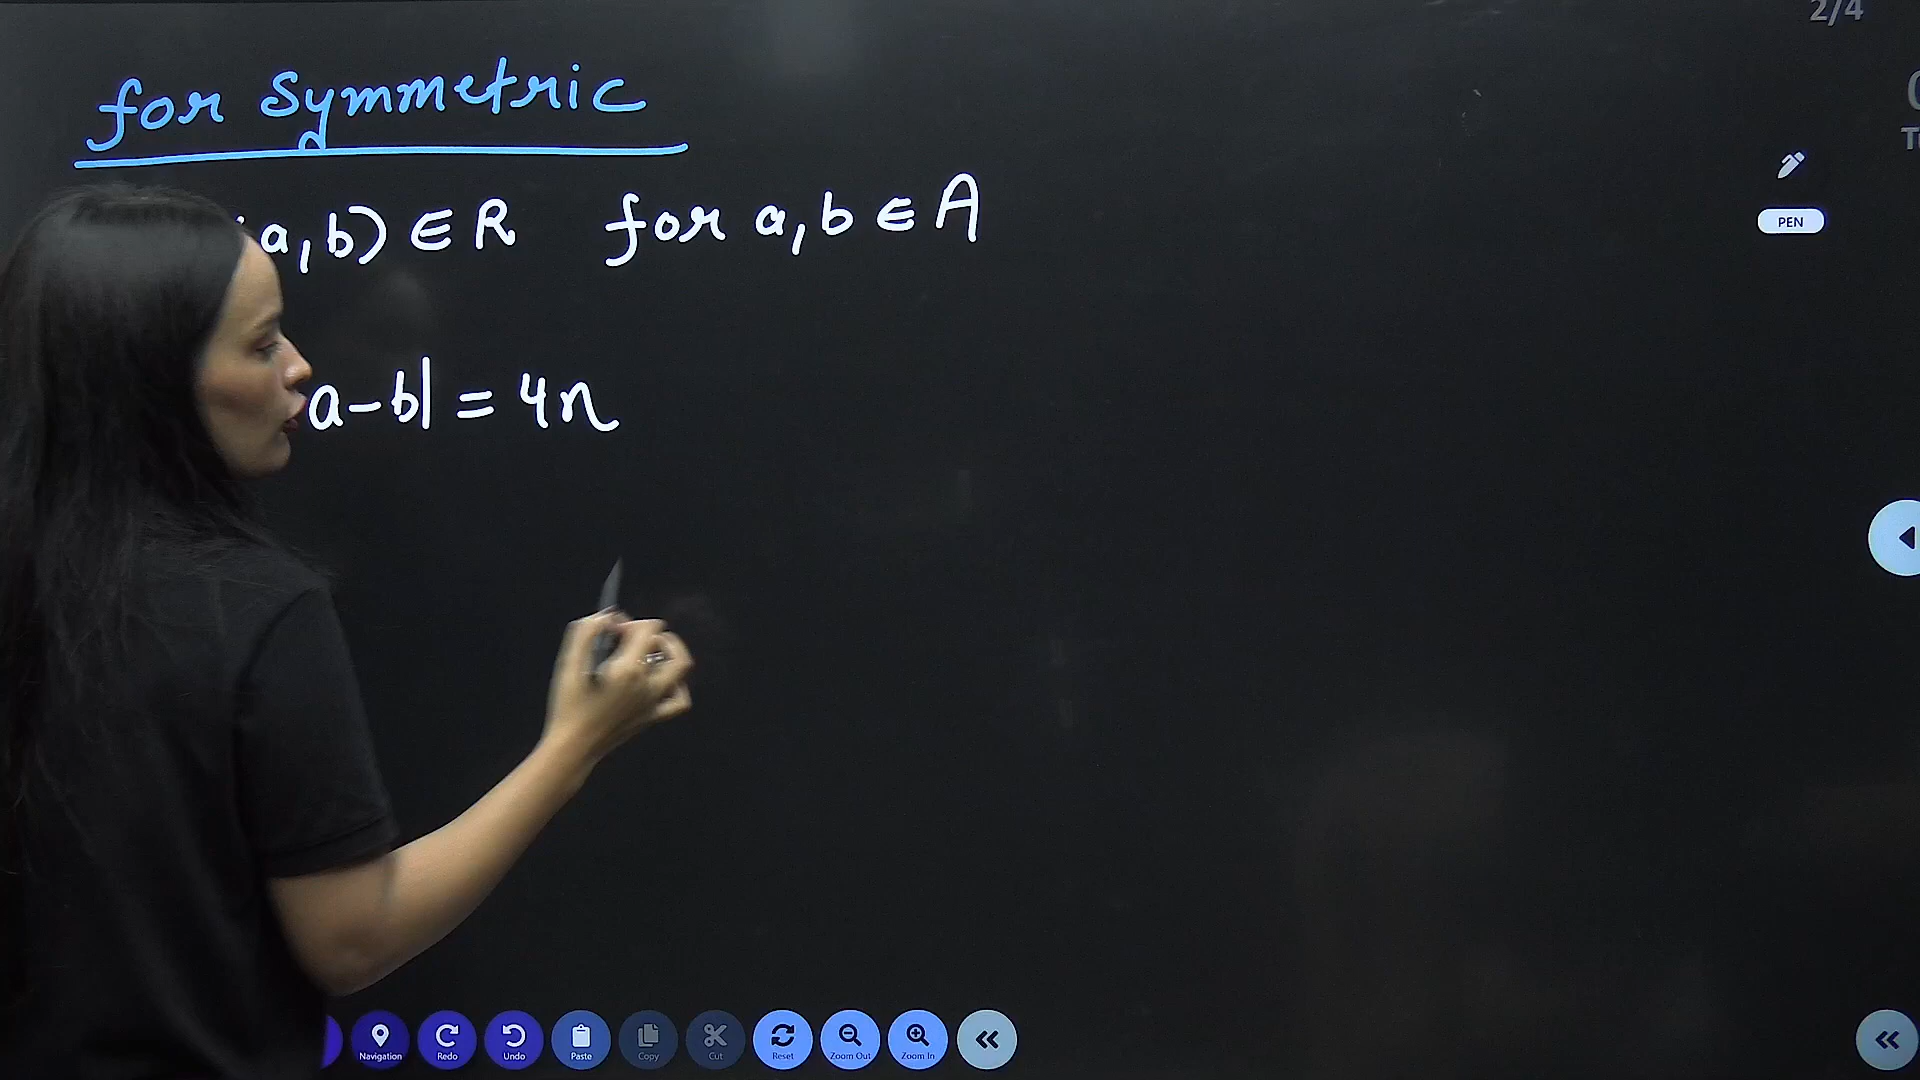 2/4
for Symmetric
a,b) ∈ R for a,b ∈ A
PEN
a-b| = 4n
Navigation Redo Undo Paste Copy Cut Reset Zoom Out Zoom In